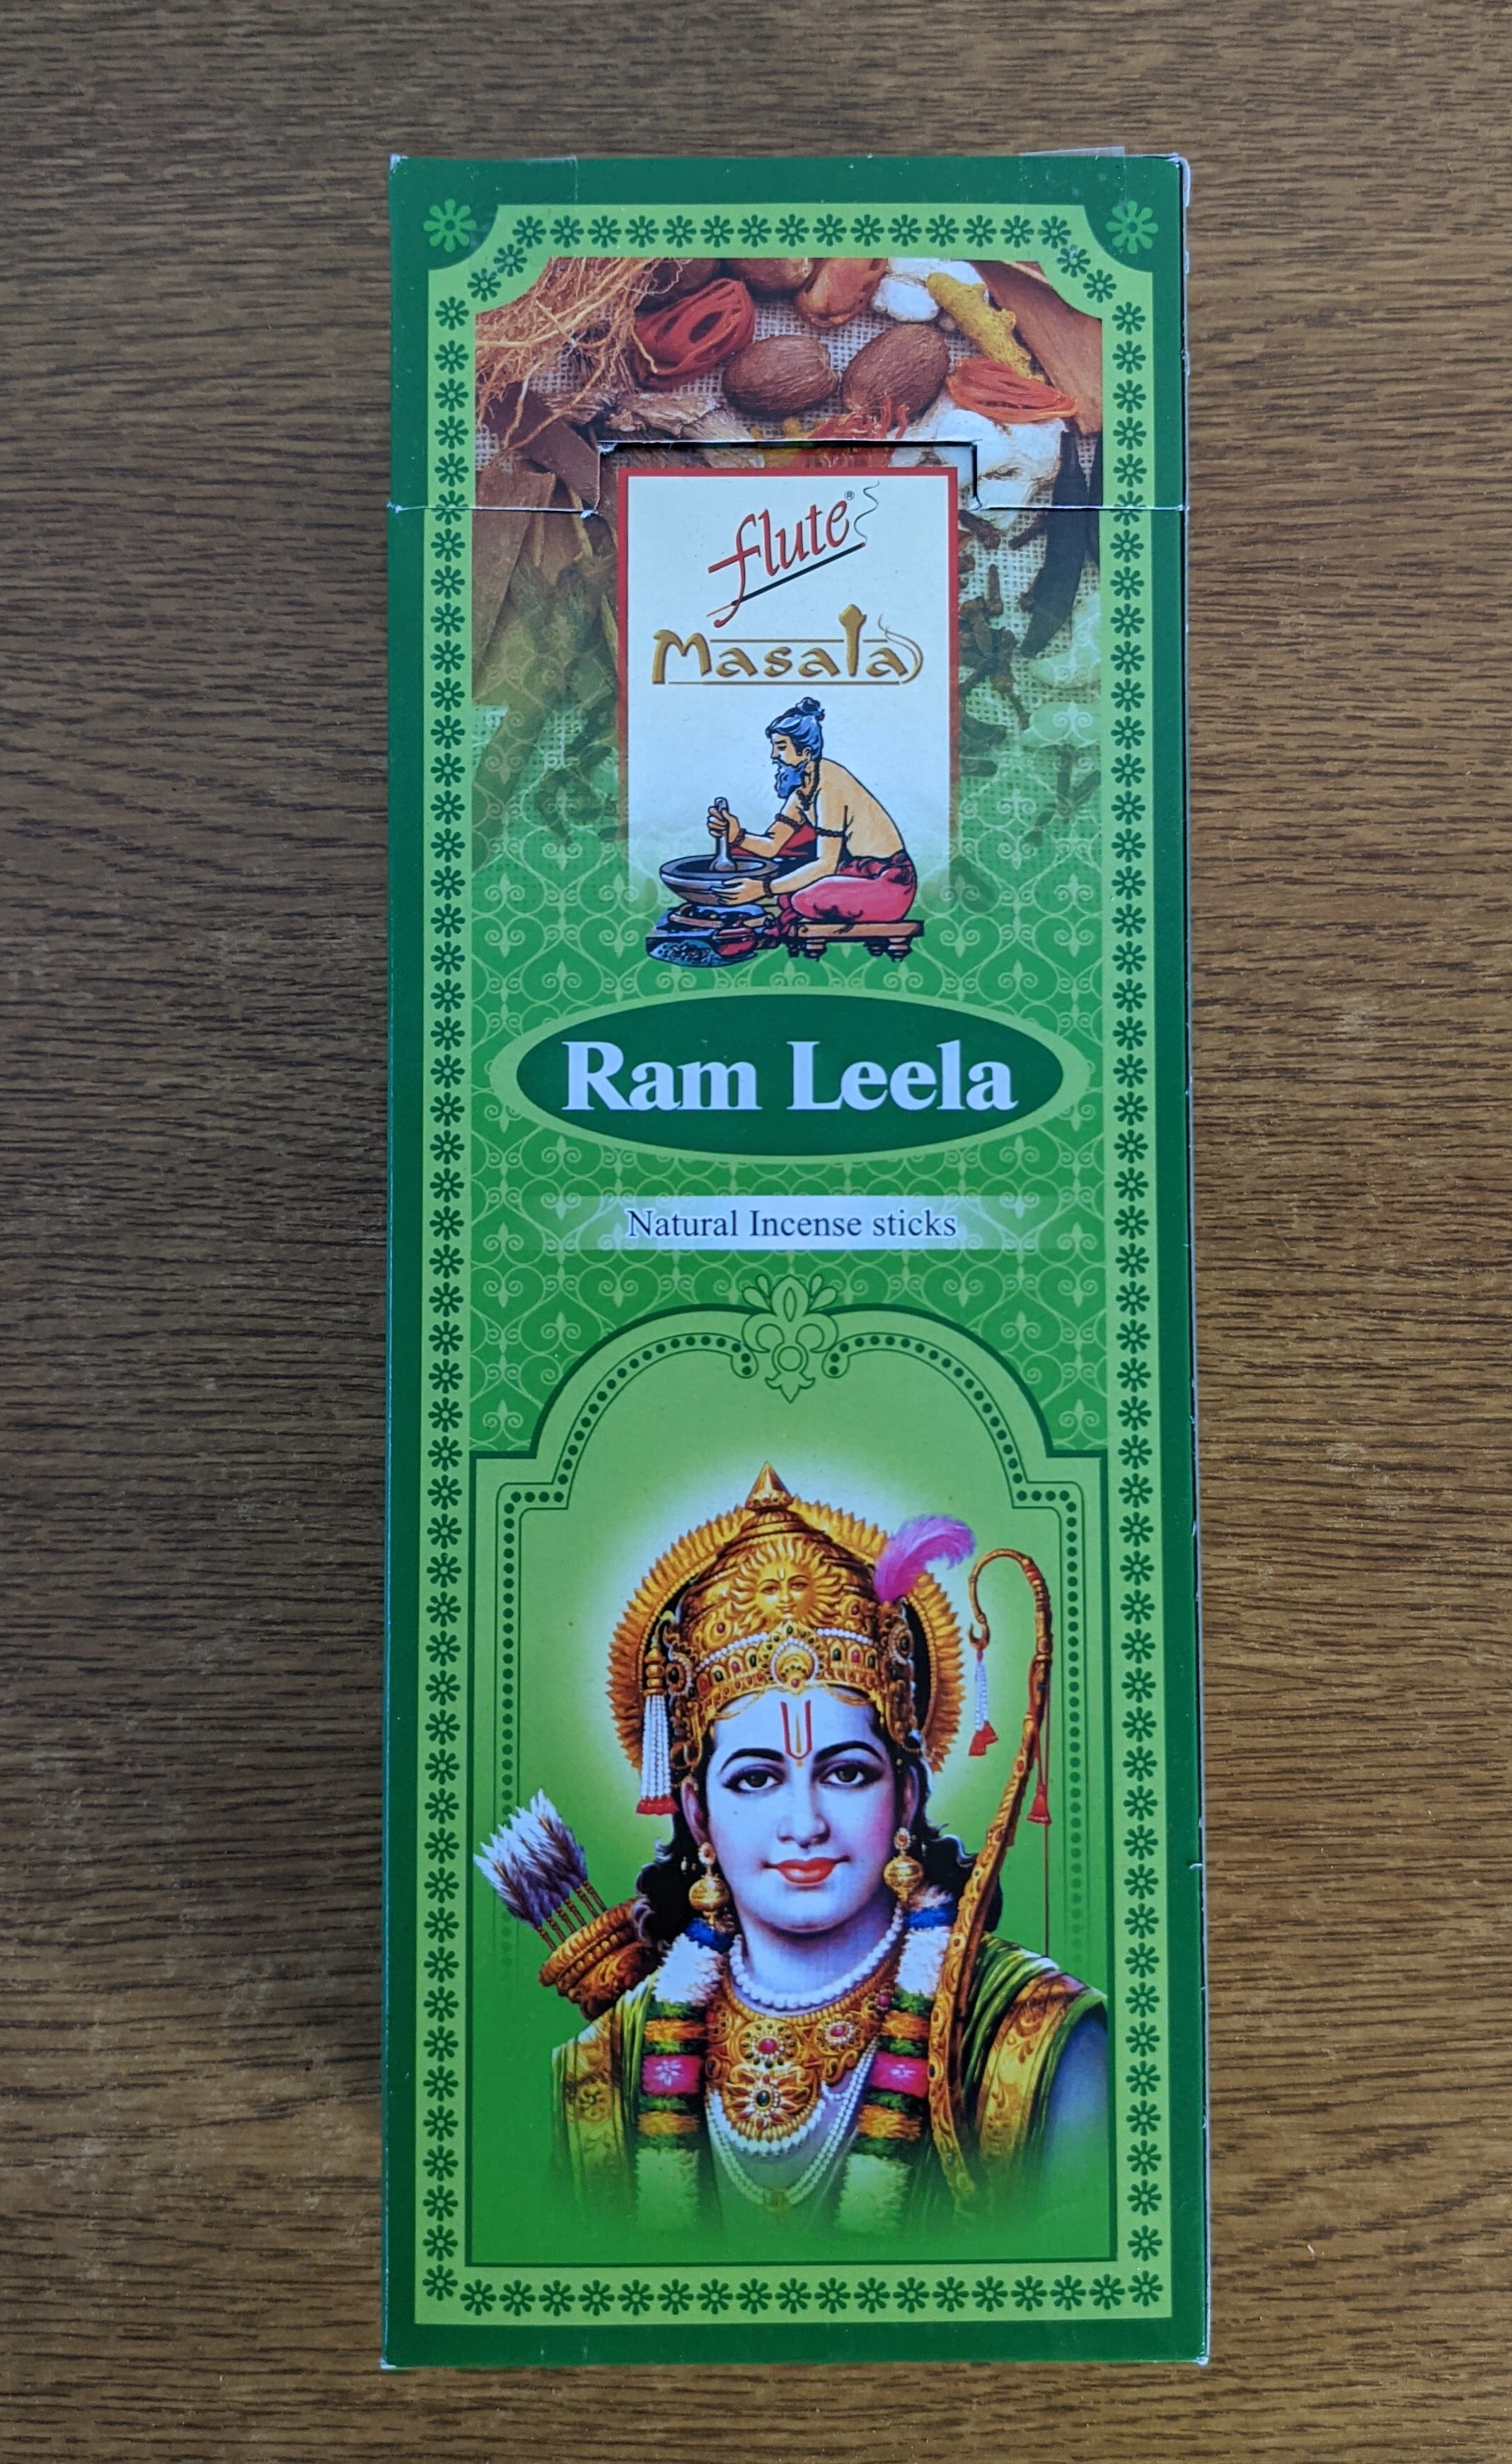 flute®
Masala
Ram Leela
Natural Incense sticks